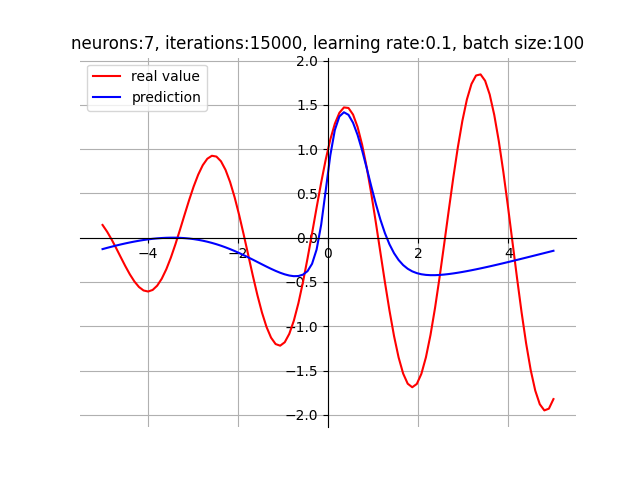 neurons:7, iterations:15000, learning rate:0.1, batch size:100
real value
prediction
2.0
1.5
1.0
0.5
0.0
−0.5
−1.0
−1.5
−2.0
−4 −2 0 2 4